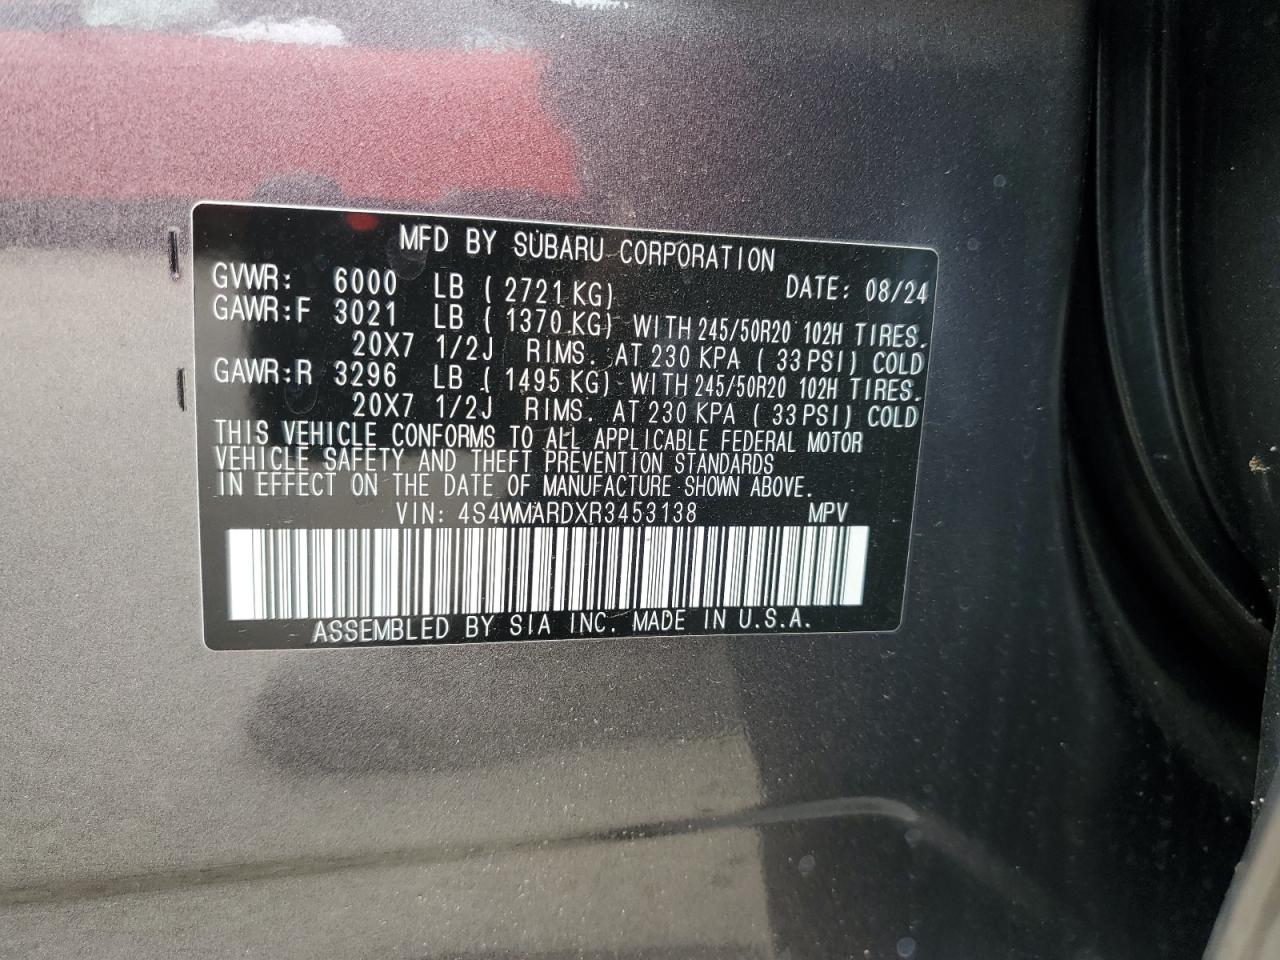 MFD BY SUBARU CORPORATION
GVWR: 6000 LB ( 2721 KG) DATE: 08/24
GAWR:F 3021 LB ( 1370 KG) WITH 245/50R20 102H TIRES.
20X7 1/2J RIMS. AT 230 KPA ( 33 PSI) COLD
GAWR:R 3296 LB ( 1495 KG) WITH 245/50R20 102H TIRES.
20X7 1/2J RIMS. AT 230 KPA ( 33 PSI) COLD
THIS VEHICLE CONFORMS TO ALL APPLICABLE FEDERAL MOTOR
VEHICLE SAFETY AND THEFT PREVENTION STANDARDS
IN EFFECT ON THE DATE OF MANUFACTURE SHOWN ABOVE.
VIN: 4S4WMARDXR3453138 MPV
ASSEMBLED BY SIA INC. MADE IN U.S.A.